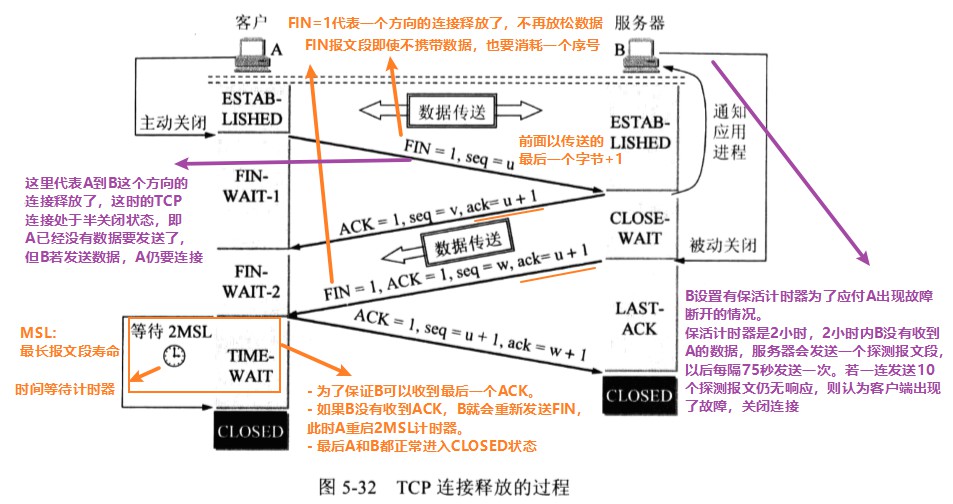 客户
A
FIN=1代表一个方向的连接释放了，不再放松数据
FIN报文段即使不携带数据，也要消耗一个序号
服务器
B
ESTAB-
LISHED
数据传送
ESTAB-
LISHED
通知
应用
进程
主动关闭
FIN = 1, seq = u
前面以传送的
最后一个字节+1
这里代表A到B这个方向的
连接释放了，这时的TCP
连接处于半关闭状态，即
A已经没有数据要发送了，
但B若发送数据，A仍要连接
FIN-
WAIT-1
ACK = 1, seq = v, ack= u + 1
CLOSE-
WAIT
数据传送
被动关闭
FIN-
WAIT-2
FIN = 1, ACK = 1, seq = w, ack= u + 1
B设置有保活计时器为了应付A出现故障
断开的情况。
保活计时器是2小时，2小时内B没有收到
A的数据，服务器会发送一个探测报文段，
以后每隔75秒发送一次。若一连发送10
个探测报文仍无响应，则认为客户端出现
了故障，关闭连接
LAST-
ACK
ACK = 1, seq = u + 1, ack = w + 1
MSL：
最长报文段寿命
等待 2MSL
TIME-
WAIT
时间等待计时器
- 为了保证B可以收到最后一个ACK。
- 如果B没有收到ACK，B就会重新发送FIN，
此时A重启2MSL计时器。
- 最后A和B都正常进入CLOSED状态
CLOSED
CLOSED
图 5-32 TCP 连接释放的过程